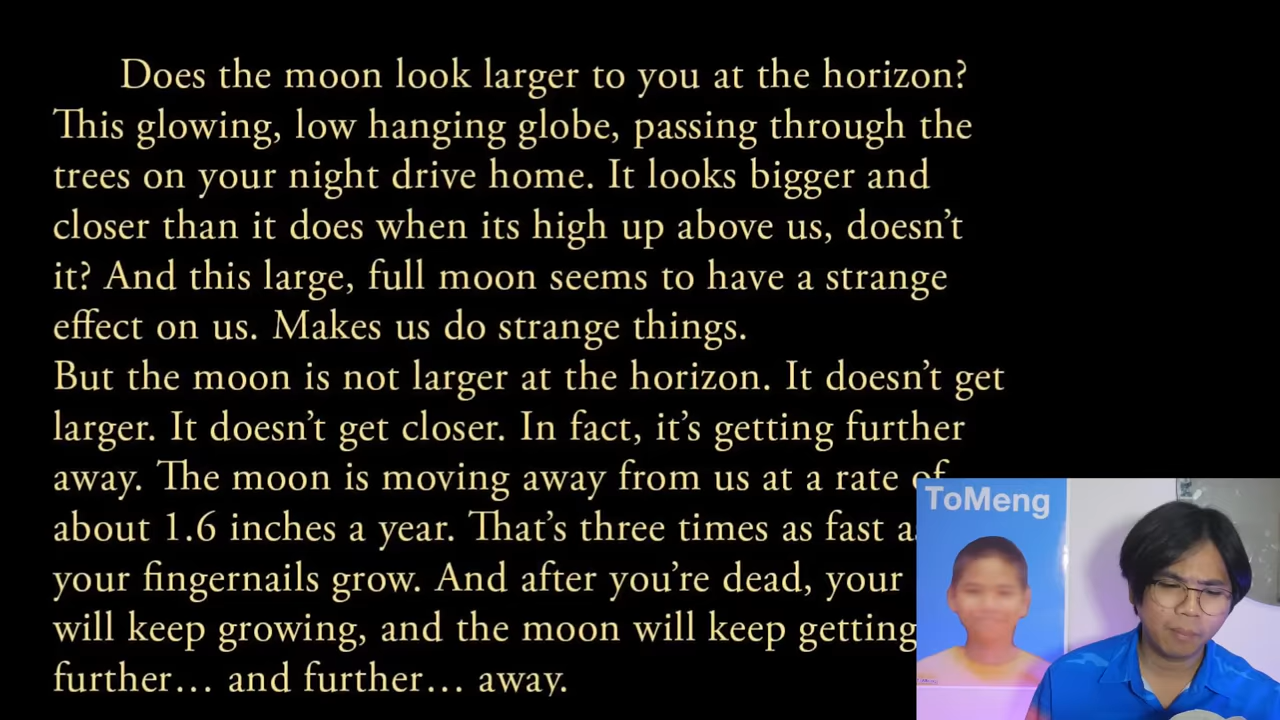 Does the moon look larger to you at the horizon?
This glowing, low hanging globe, passing through the
trees on your night drive home. It looks bigger and
closer than it does when its high up above us, doesn’t
it? And this large, full moon seems to have a strange
effect on us. Makes us do strange things.
But the moon is not larger at the horizon. It doesn’t get
larger. It doesn’t get closer. In fact, it’s getting further
away. The moon is moving away from us at a rate of
about 1.6 inches a year. That’s three times as fast
your fingernails grow. And after you’re dead, your
will keep growing, and the moon will keep getting
further… and further… away.
ToMeng